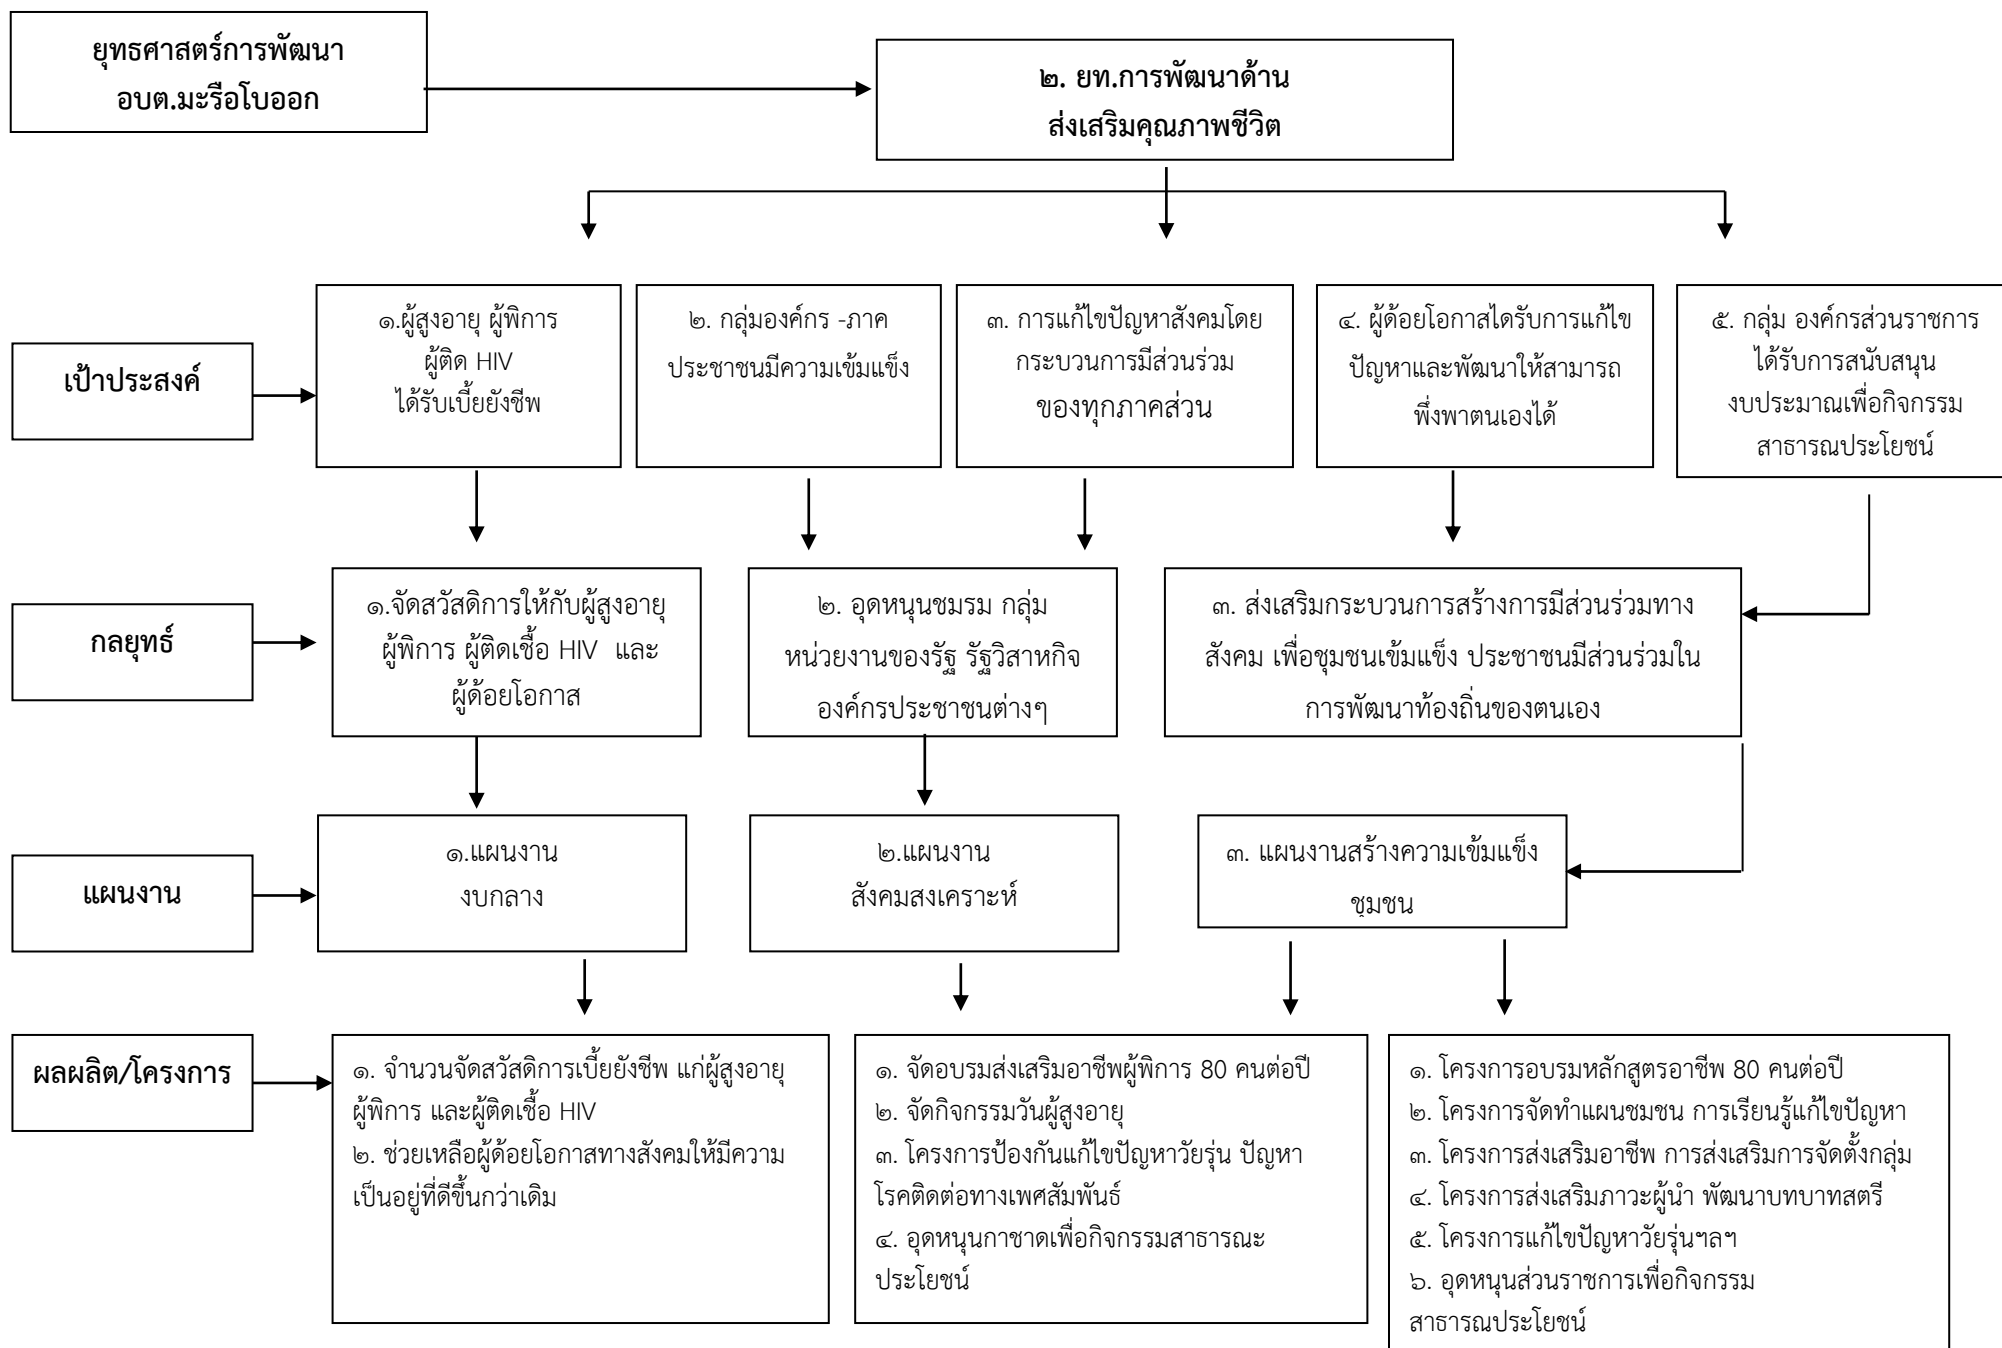 ยุทธศาสตร์การพัฒนา
อบต.มะรือโบออก
๒. ยท.การพัฒนาด้าน
ส่งเสริมคุณภาพชีวิต
เป้าประสงค์
๑.ผู้สูงอายุ ผู้พิการ
ผู้ติด HIV
ได้รับเบี้ยยังชีพ
๒. กลุ่มองค์กร -ภาค
ประชาชนมีความเข้มแข็ง
๓. การแก้ไขปัญหาสังคมโดย
กระบวนการมีส่วนร่วม
ของทุกภาคส่วน
๔. ผู้ด้อยโอกาสไดรับการแก้ไข
ปัญหาและพัฒนาให้สามารถ
พึ่งพาตนเองได้
๕. กลุ่ม องค์กรส่วนราชการ
ได้รับการสนับสนุน
งบประมาณเพื่อกิจกรรม
สาธารณประโยชน์
กลยุทธ์
๑.จัดสวัสดิการให้กับผู้สูงอายุ
ผู้พิการ ผู้ติดเชื้อ HIV และ
ผู้ด้อยโอกาส
๒. อุดหนุนชมรม กลุ่ม
หน่วยงานของรัฐ รัฐวิสาหกิจ
องค์กรประชาชนต่างๆ
๓. ส่งเสริมกระบวนการสร้างการมีส่วนร่วมทาง
สังคม เพื่อชุมชนเข้มแข็ง ประชาชนมีส่วนร่วมใน
การพัฒนาท้องถิ่นของตนเอง
แผนงาน
๑.แผนงาน
งบกลาง
๒.แผนงาน
สังคมสงเคราะห์
๓. แผนงานสร้างความเข้มแข็ง
ชุมชน
ผลผลิต/โครงการ
๑. จำนวนจัดสวัสดิการเบี้ยยังชีพ แก่ผู้สูงอายุ
ผู้พิการ และผู้ติดเชื้อ HIV
๒. ช่วยเหลือผู้ด้อยโอกาสทางสังคมให้มีความ
เป็นอยู่ที่ดีขึ้นกว่าเดิม
๑. จัดอบรมส่งเสริมอาชีพผู้พิการ 80 คนต่อปี
๒. จัดกิจกรรมวันผู้สูงอายุ
๓. โครงการป้องกันแก้ไขปัญหาวัยรุ่น ปัญหา
โรคติดต่อทางเพศสัมพันธ์
๔. อุดหนุนกาชาดเพื่อกิจกรรมสาธารณะ
ประโยชน์
๑. โครงการอบรมหลักสูตรอาชีพ 80 คนต่อปี
๒. โครงการจัดทำแผนชุมชน การเรียนรู้แก้ไขปัญหา
๓. โครงการส่งเสริมอาชีพ การส่งเสริมการจัดตั้งกลุ่ม
๔. โครงการส่งเสริมภาวะผู้นำ พัฒนาบทบาทสตรี
๕. โครงการแก้ไขปัญหาวัยรุ่นฯลฯ
๖. อุดหนุนส่วนราชการเพื่อกิจกรรม
สาธารณประโยชน์